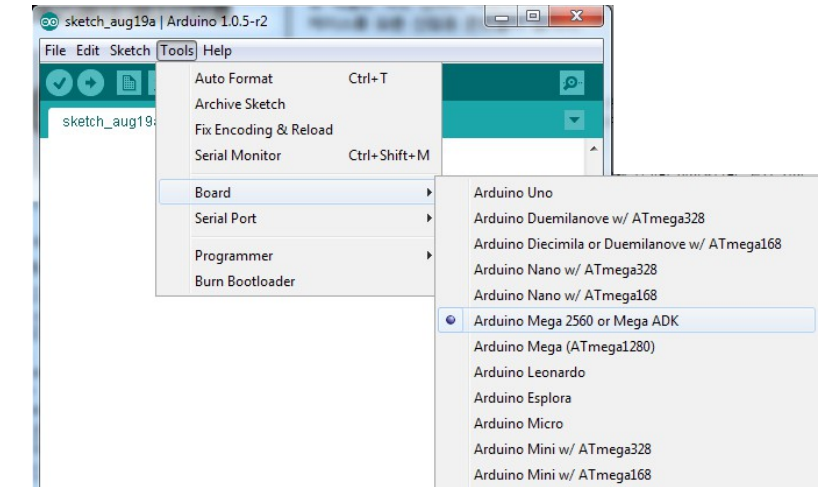 sketch_aug19a | Arduino 1.0.5-r2
File Edit Sketch Tools Help
sketch_aug19a
Auto Format Ctrl+T
Archive Sketch
Fix Encoding & Reload
Serial Monitor Ctrl+Shift+M
Board
Serial Port
Programmer
Burn Bootloader
Arduino Uno
Arduino Duemilanove w/ ATmega328
Arduino Diecimila or Duemilanove w/ ATmega168
Arduino Nano w/ ATmega328
Arduino Nano w/ ATmega168
Arduino Mega 2560 or Mega ADK
Arduino Mega (ATmega1280)
Arduino Leonardo
Arduino Esplora
Arduino Micro
Arduino Mini w/ ATmega328
Arduino Mini w/ ATmega168